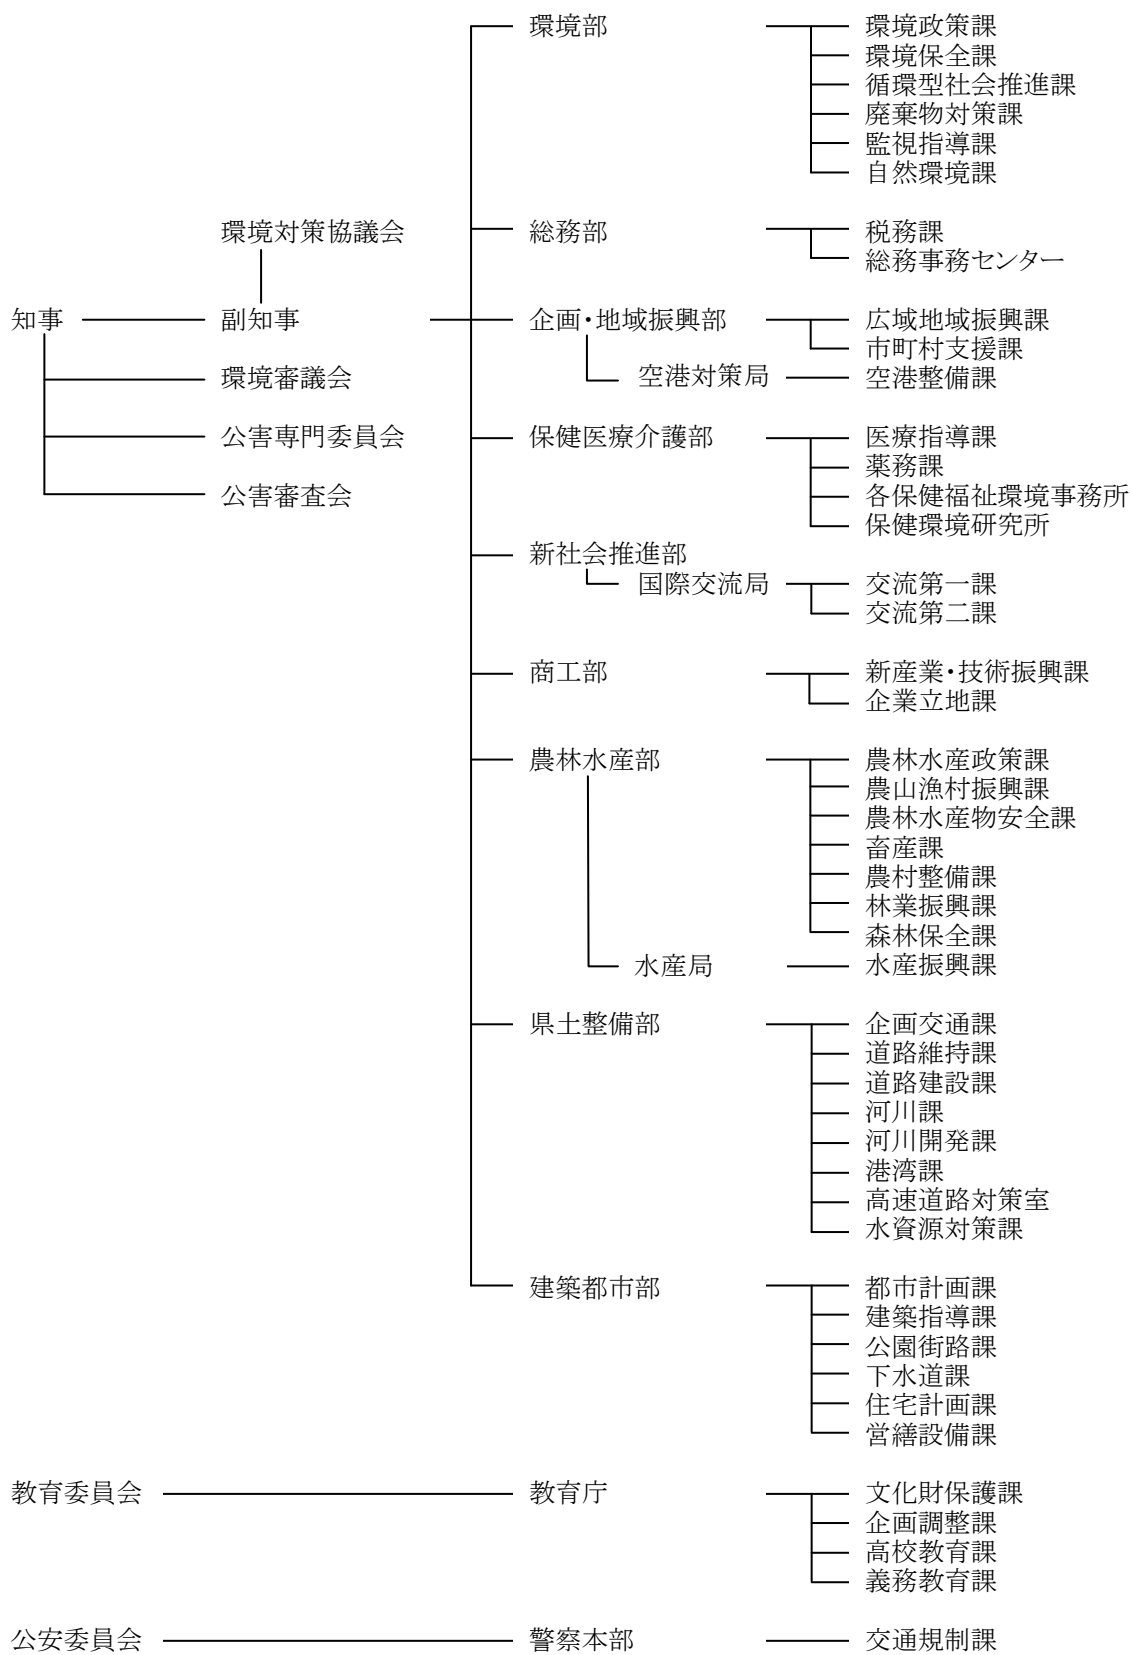 環境部 環境政策課
環境保全課
循環型社会推進課
廃棄物対策課
監視指導課
自然環境課
環境対策協議会 総務部 税務課
総務事務センター
知事 副知事 企画・地域振興部 広域地域振興課
市町村支援課
環境審議会 空港対策局 空港整備課
公害専門委員会 保健医療介護部 医療指導課
薬務課
公害審査会 各保健福祉環境事務所
保健環境研究所
新社会推進部
国際交流局 交流第一課
交流第二課
商工部 新産業・技術振興課
企業立地課
農林水産部 農林水産政策課
農山漁村振興課
農林水産物安全課
畜産課
農村整備課
林業振興課
森林保全課
水産局 水産振興課
県土整備部 企画交通課
道路維持課
道路建設課
河川課
河川開発課
港湾課
高速道路対策室
水資源対策課
建築都市部 都市計画課
建築指導課
公園街路課
下水道課
住宅計画課
営繕設備課
教育委員会 教育庁 文化財保護課
企画調整課
高校教育課
義務教育課
公安委員会 警察本部 交通規制課